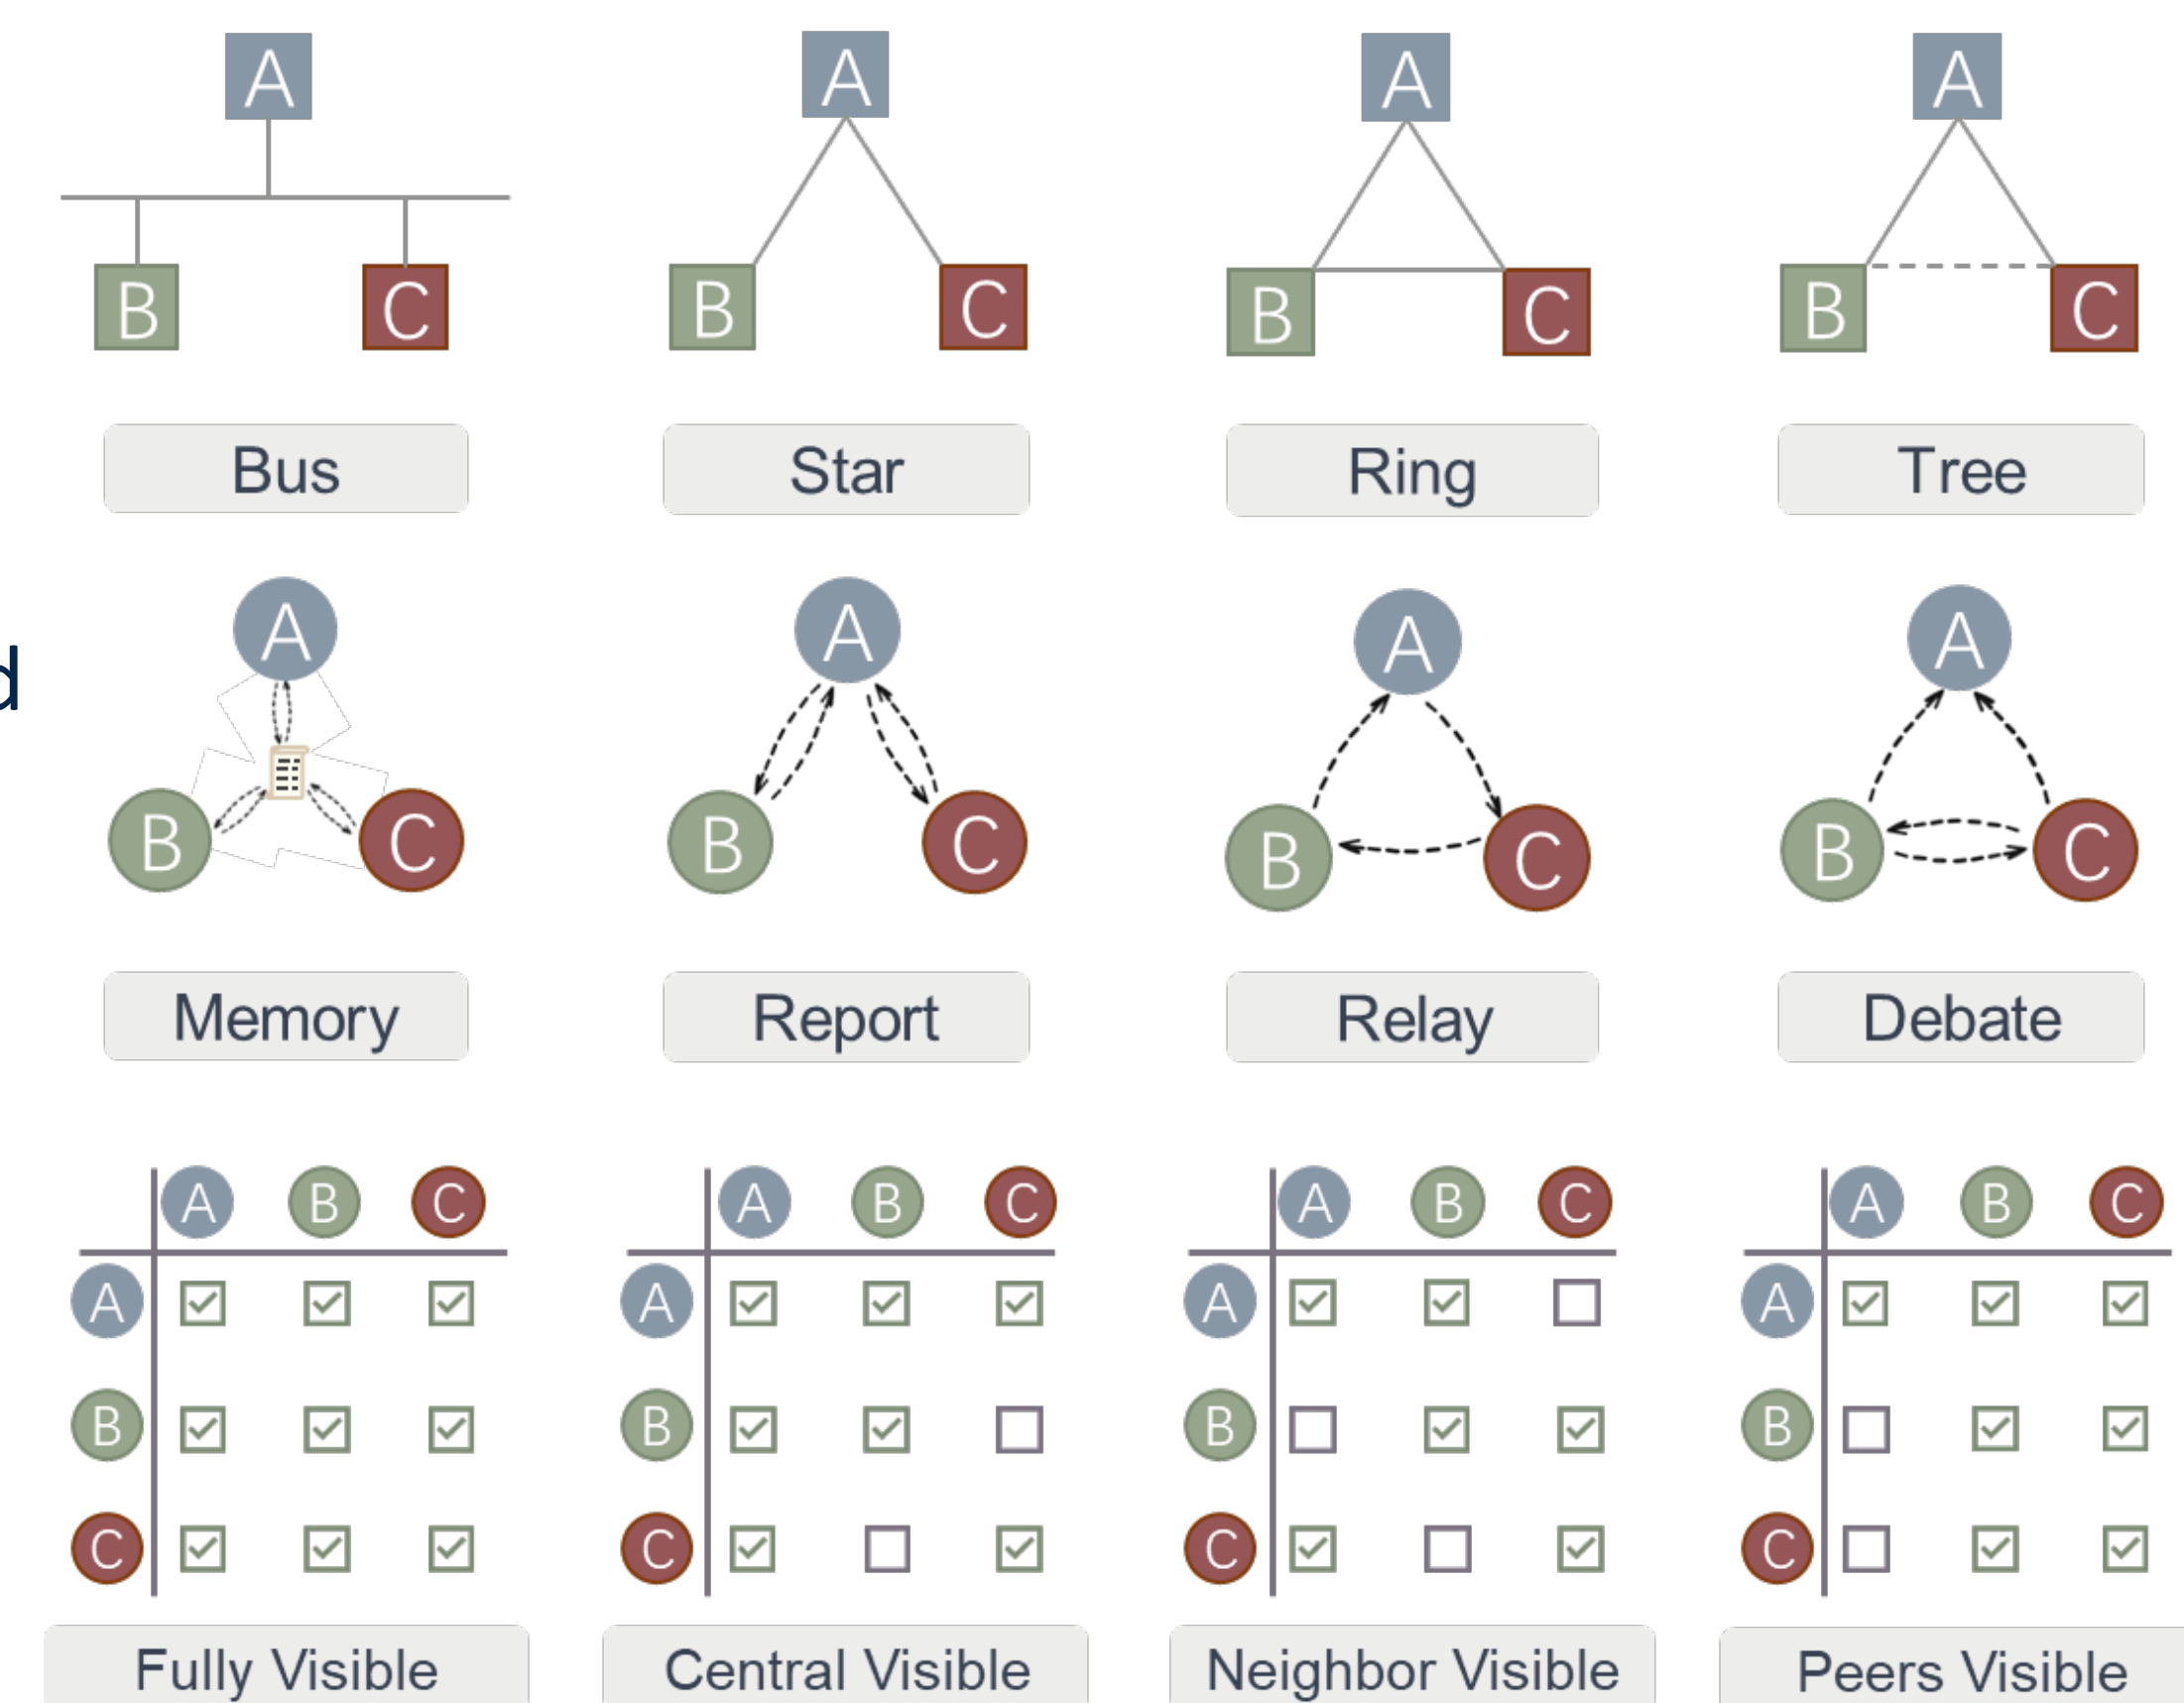 A A A A
B C B C B C B C
Bus Star Ring Tree
d
A A A A
B C B C B C B C
Memory Report Relay Debate
A B C A B C A B C A B C
A A A A
B B B B
C C C C
Fully Visible Central Visible Neighbor Visible Peers Visible